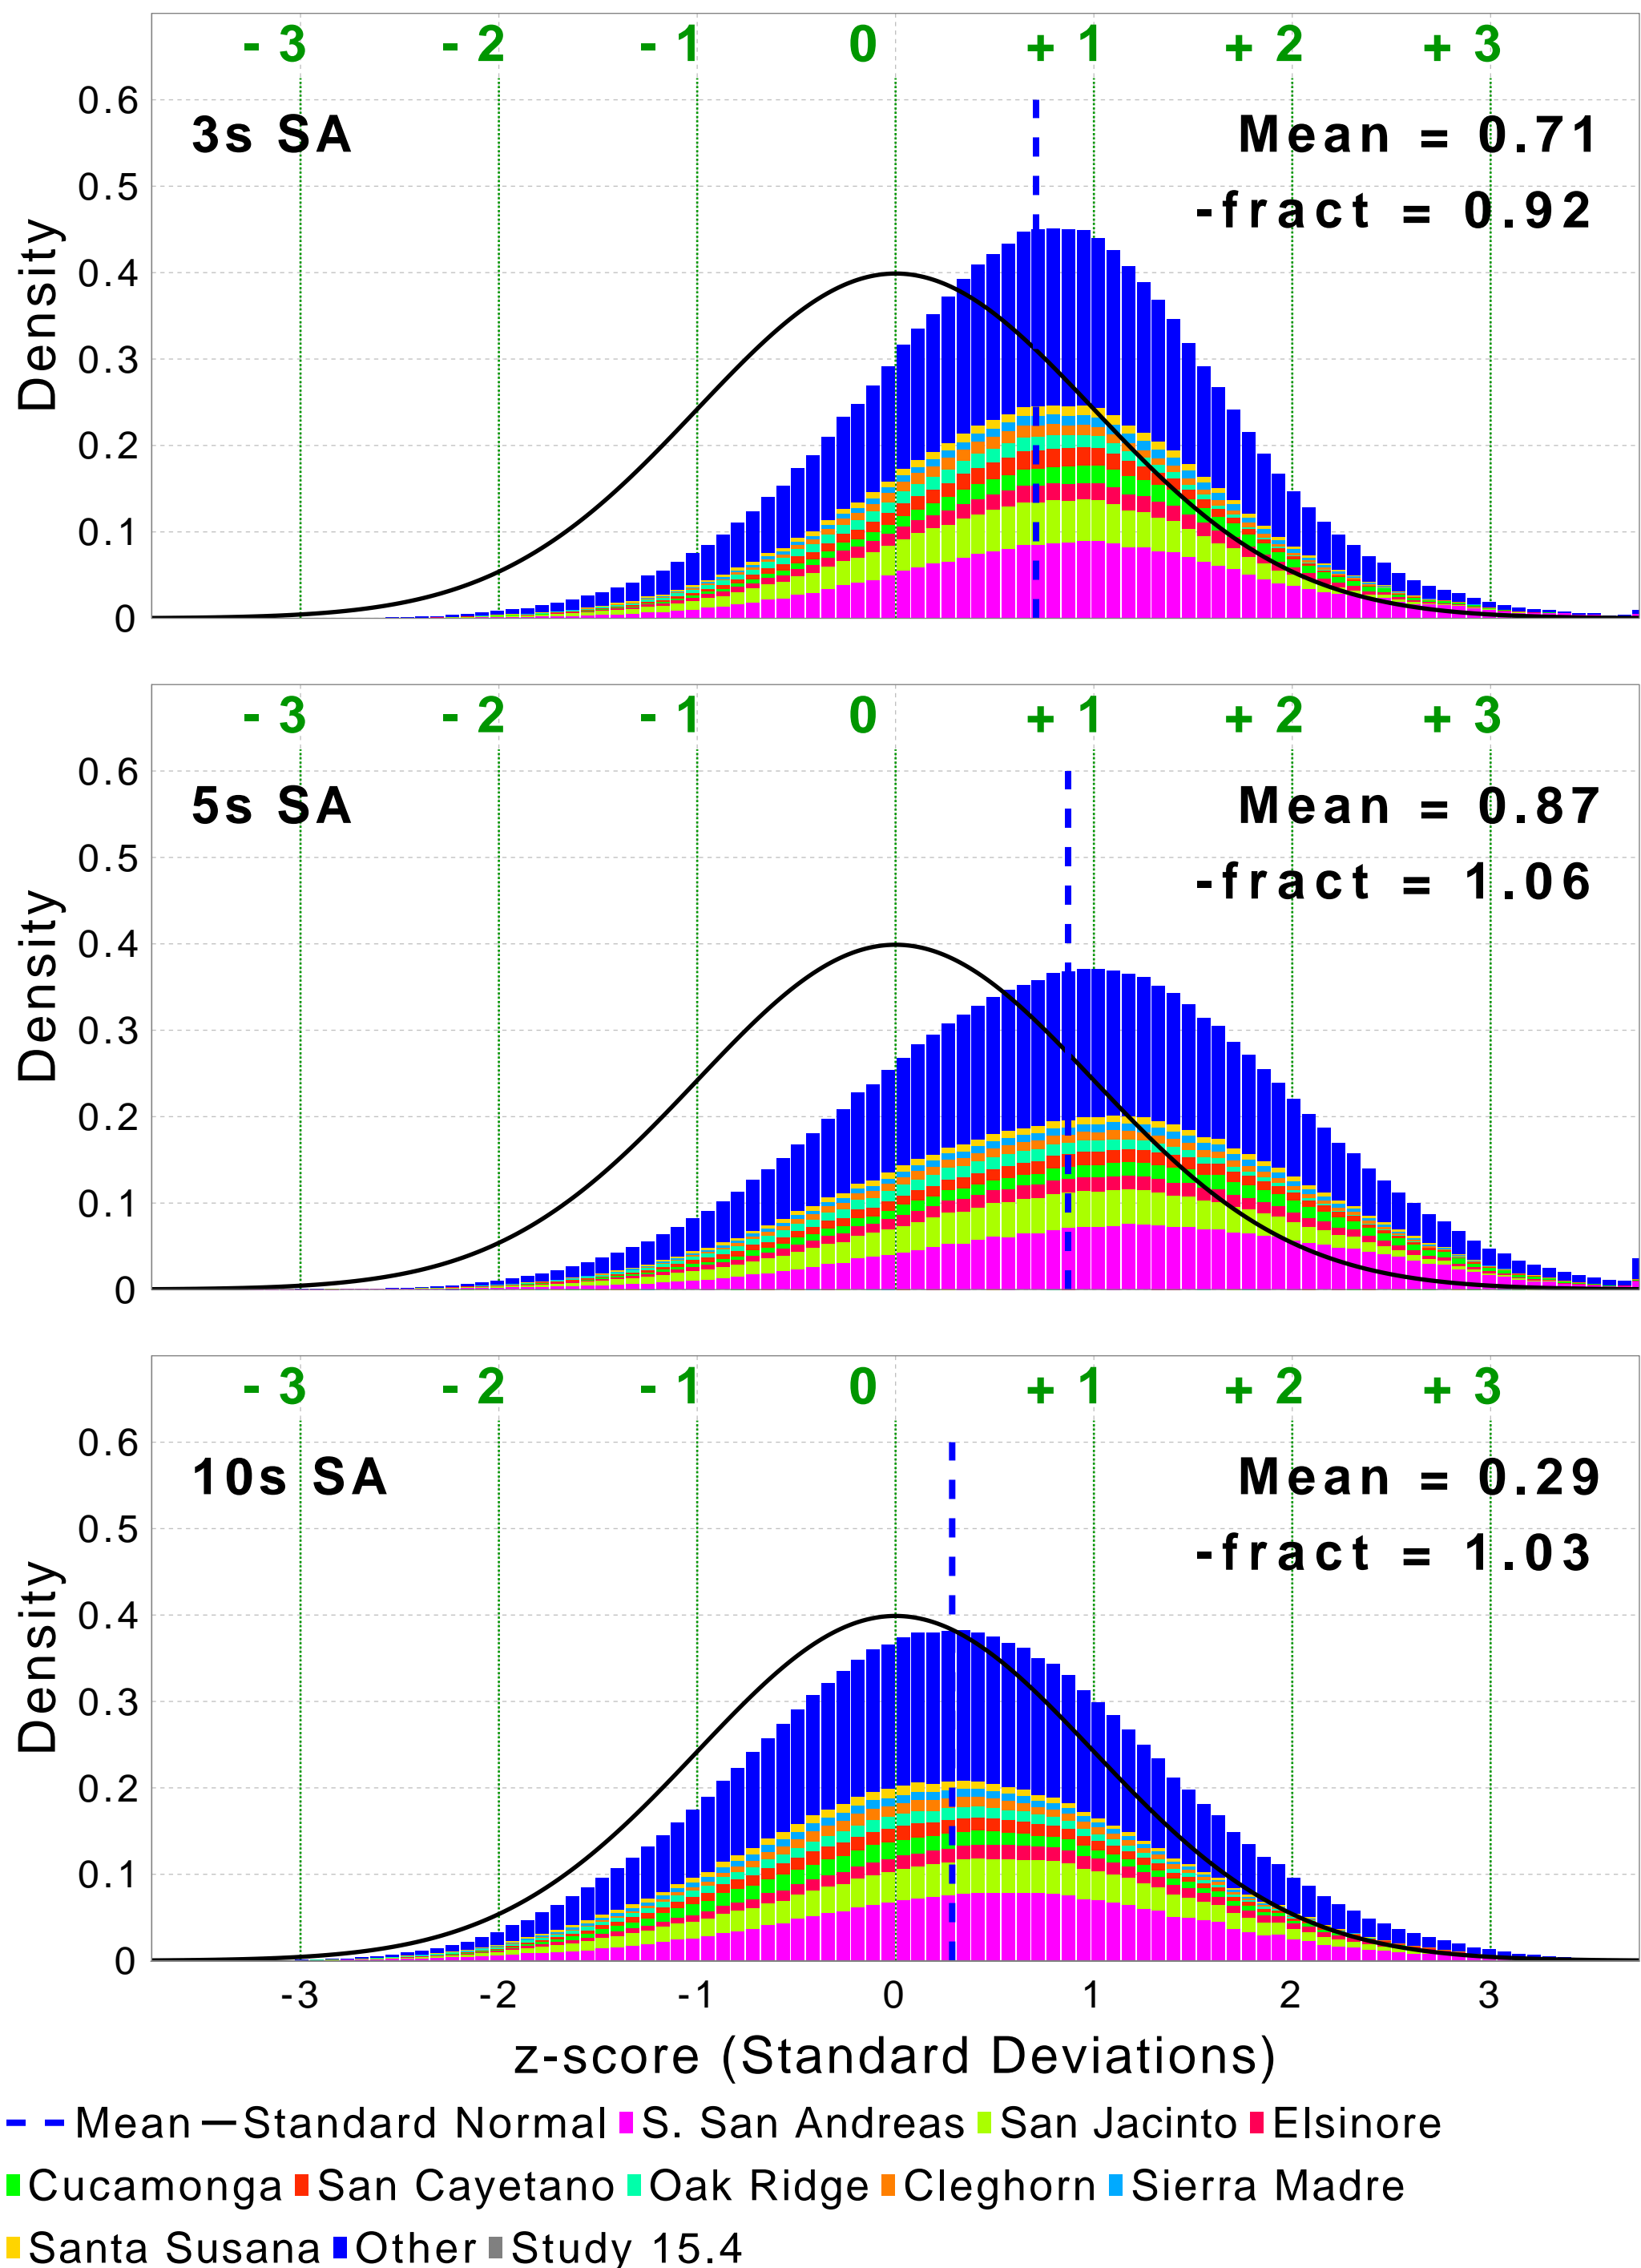 - 3 - 2 - 1 0 + 1 + 2 + 3
0.6
3s SA
Mean = 0.71
0.5
-fract = 0.92
0.4
0.3
0.2
0.1
0
Density
- 3 - 2 - 1 0 + 1 + 2 + 3
0.6
5s SA
Mean = 0.87
0.5
-fract = 1.06
0.4
0.3
0.2
0.1
0
Density
- 3 - 2 - 1 0 + 1 + 2 + 3
0.6
10s SA
Mean = 0.29
0.5
-fract = 1.03
0.4
0.3
0.2
0.1
0
Density
-3 -2 -1 0 1 2 3
z-score (Standard Deviations)
Mean Standard Normal S. San Andreas San Jacinto Elsinore
Cucamonga San Cayetano Oak Ridge Cleghorn Sierra Madre
Santa Susana Other Study 15.4